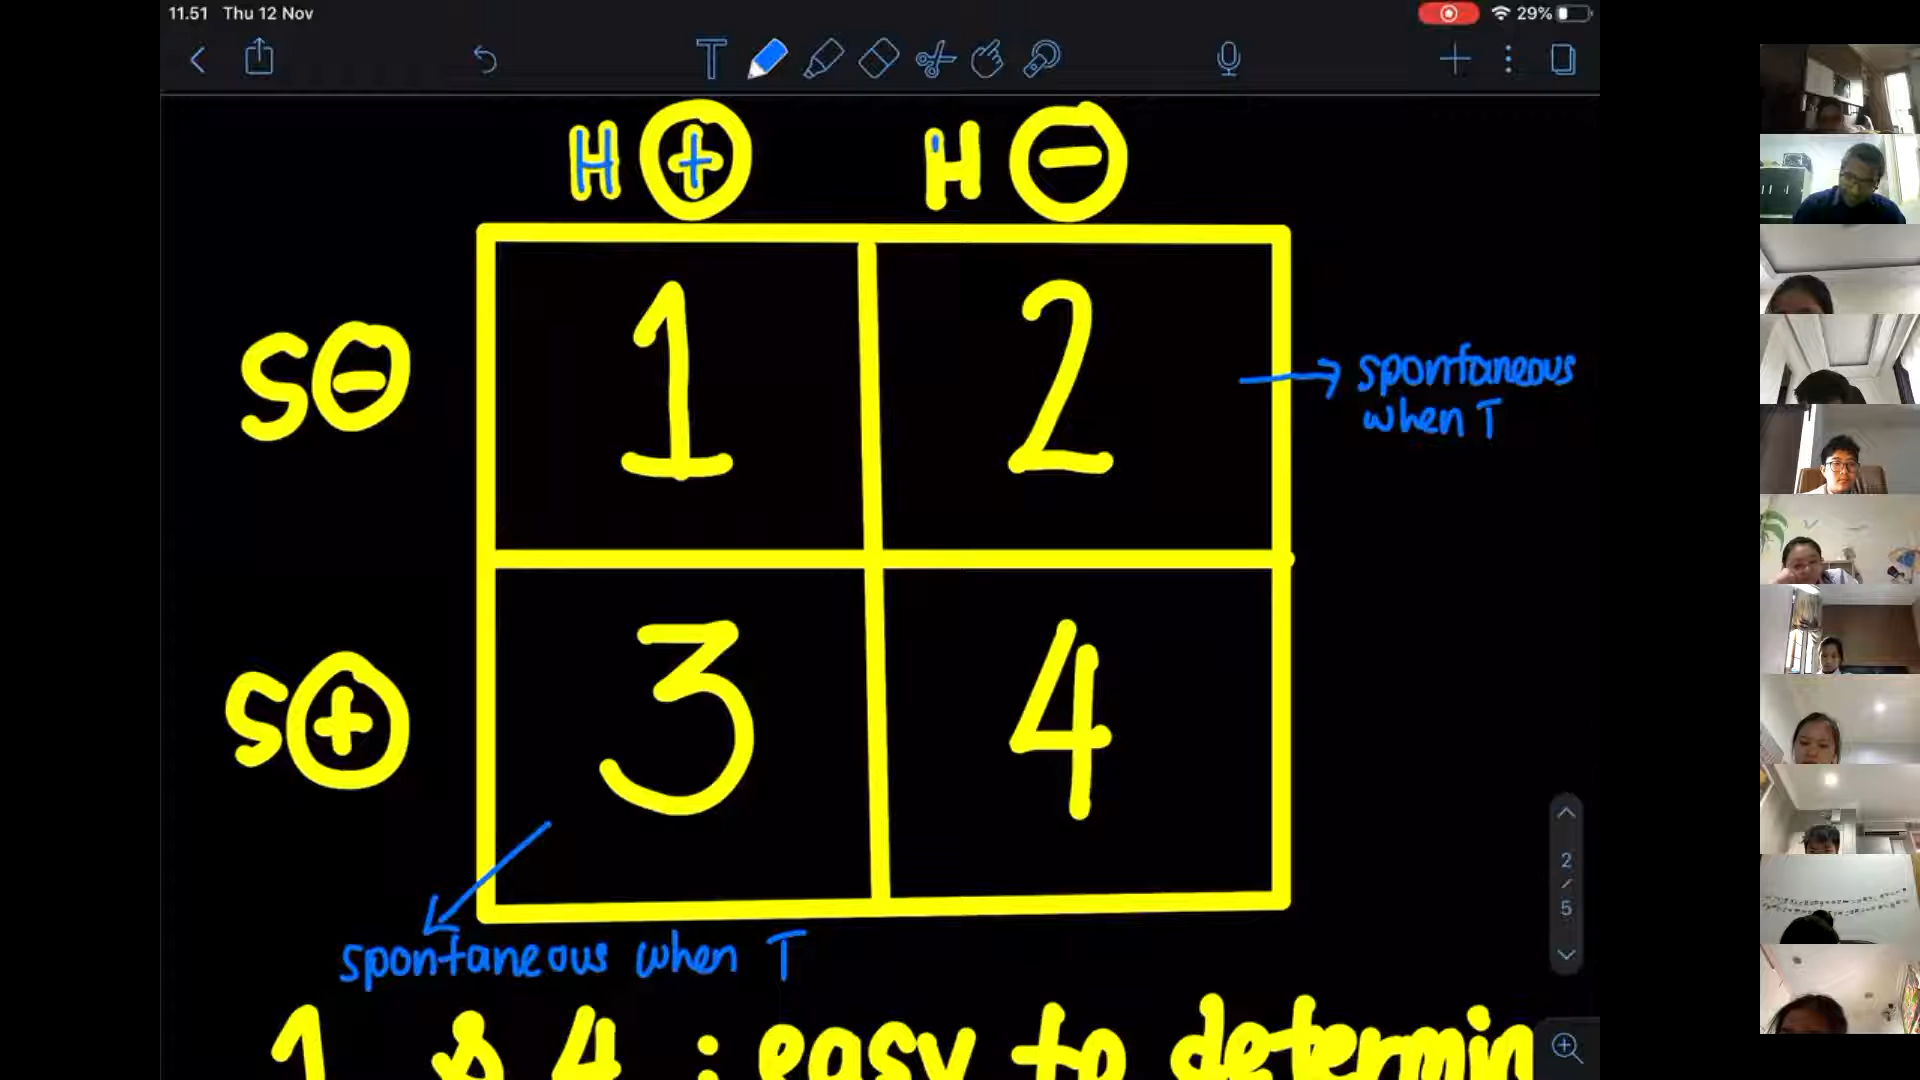 11.51 Thu 12 Nov
29%
T
H + H −
S − 1 2
→ spontaneous
when T
S + 3 4
2
/
5
spontaneous when T
1 & 4 : easy to determin